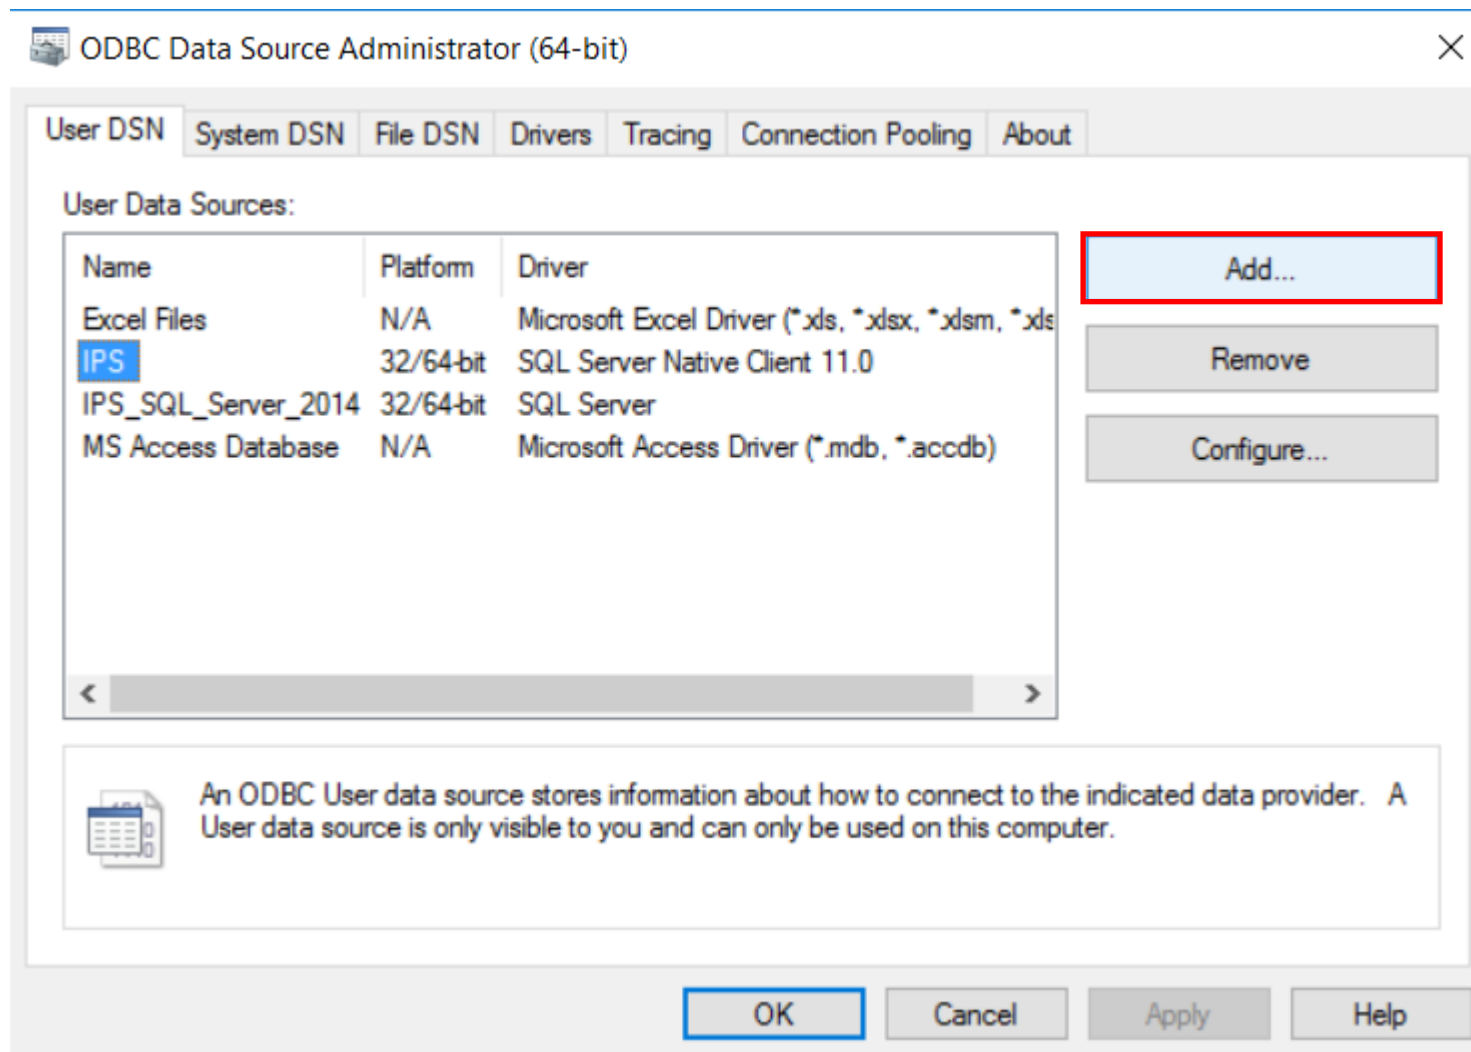 ODBC Data Source Administrator (64-bit)
User DSN System DSN File DSN Drivers Tracing Connection Pooling About
User Data Sources:
Name Platform Driver
Excel Files N/A Microsoft Excel Driver (*.xls, *.xlsx, *.xlsm, *.xls
IPS 32/64-bit SQL Server Native Client 11.0
IPS_SQL_Server_2014 32/64-bit SQL Server
MS Access Database N/A Microsoft Access Driver (*.mdb, *.accdb)
Add...
Remove
Configure...
An ODBC User data source stores information about how to connect to the indicated data provider. A
User data source is only visible to you and can only be used on this computer.
OK Cancel Apply Help